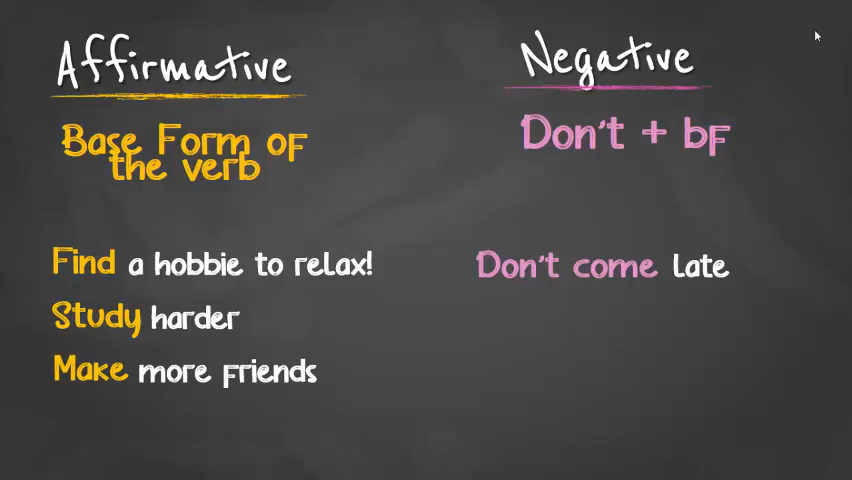 Affirmative
Negative
Base Form of
the verb
Don't + bF
Find a hobbie to relax!
Don't come late
Study harder
Make more friends